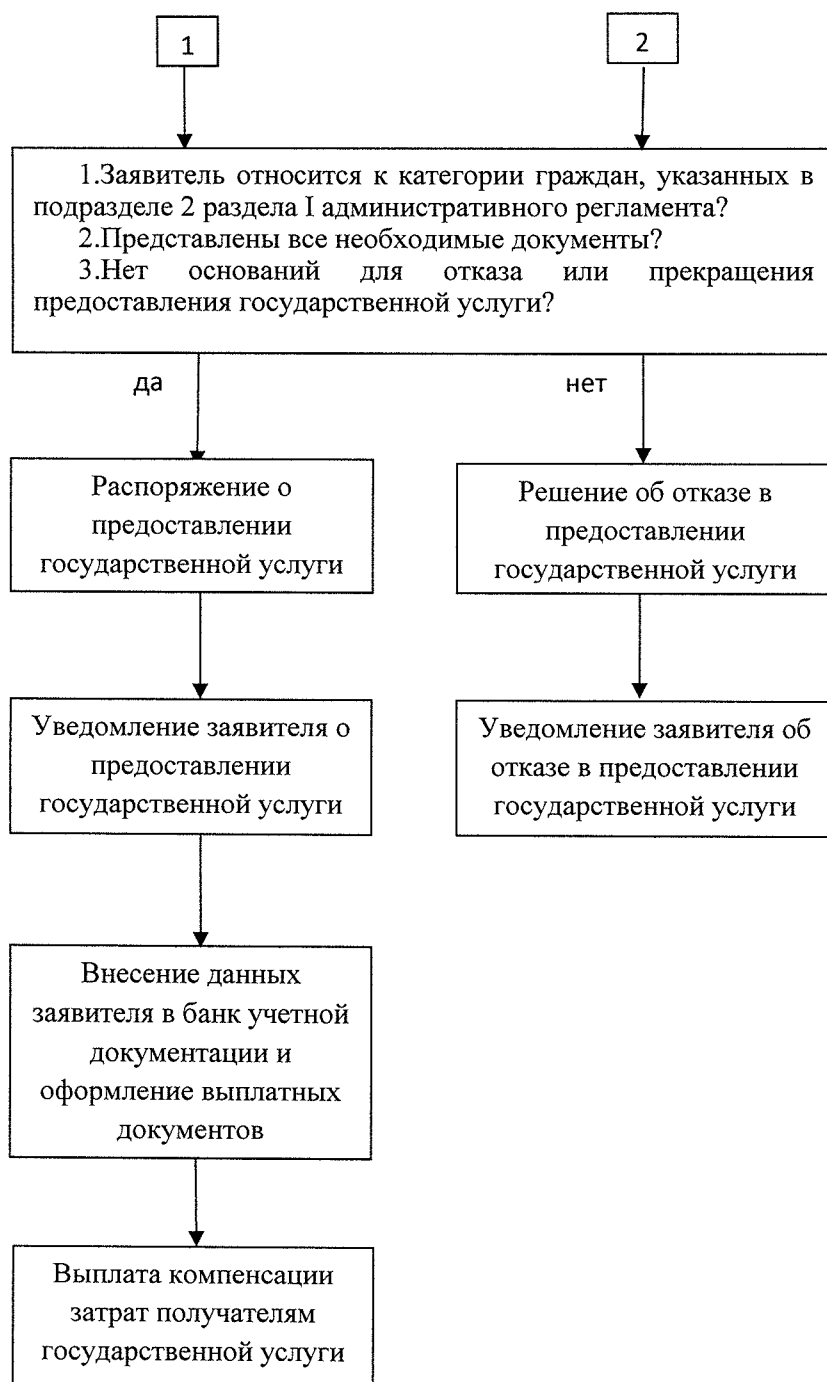 1
2
1.Заявитель относится к категории граждан, указанных в
подразделе 2 раздела I административного регламента?
2.Представлены все необходимые документы?
3.Нет оснований для отказа или прекращения
предоставления государственной услуги?
да
нет
Распоряжение о
предоставлении
государственной услуги
Решение об отказе в
предоставлении
государственной услуги
Уведомление заявителя о
предоставлении
государственной услуги
Уведомление заявителя об
отказе в предоставлении
государственной услуги
Внесение данных
заявителя в банк учетной
документации и
оформление выплатных
документов
Выплата компенсации
затрат получателям
государственной услуги